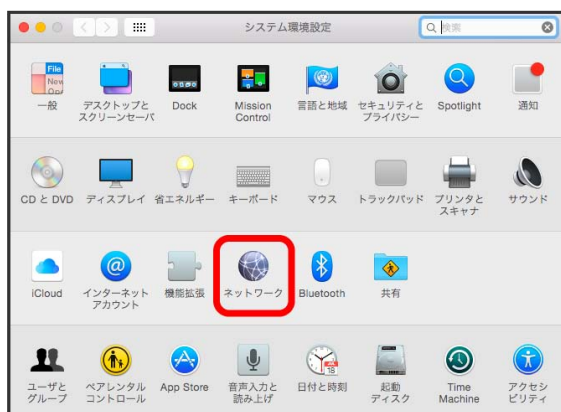 システム環境設定
検索
File
New
一般
デスクトップと
スクリーンセーバ
Dock
Mission
Control
言語と地域
セキュリティと
プライバシー
Spotlight
通知
CD と DVD
ディスプレイ
省エネルギー
キーボード
マウス
トラックパッド
プリンタと
スキャナ
サウンド
iCloud
インターネット
アカウント
機能拡張
ネットワーク
Bluetooth
共有
ユーザと
グループ
ペアレンタル
コントロール
App Store
音声入力と
読み上げ
18
日付と時刻
起動
ディスク
Time
Machine
アクセシ
ビリティ